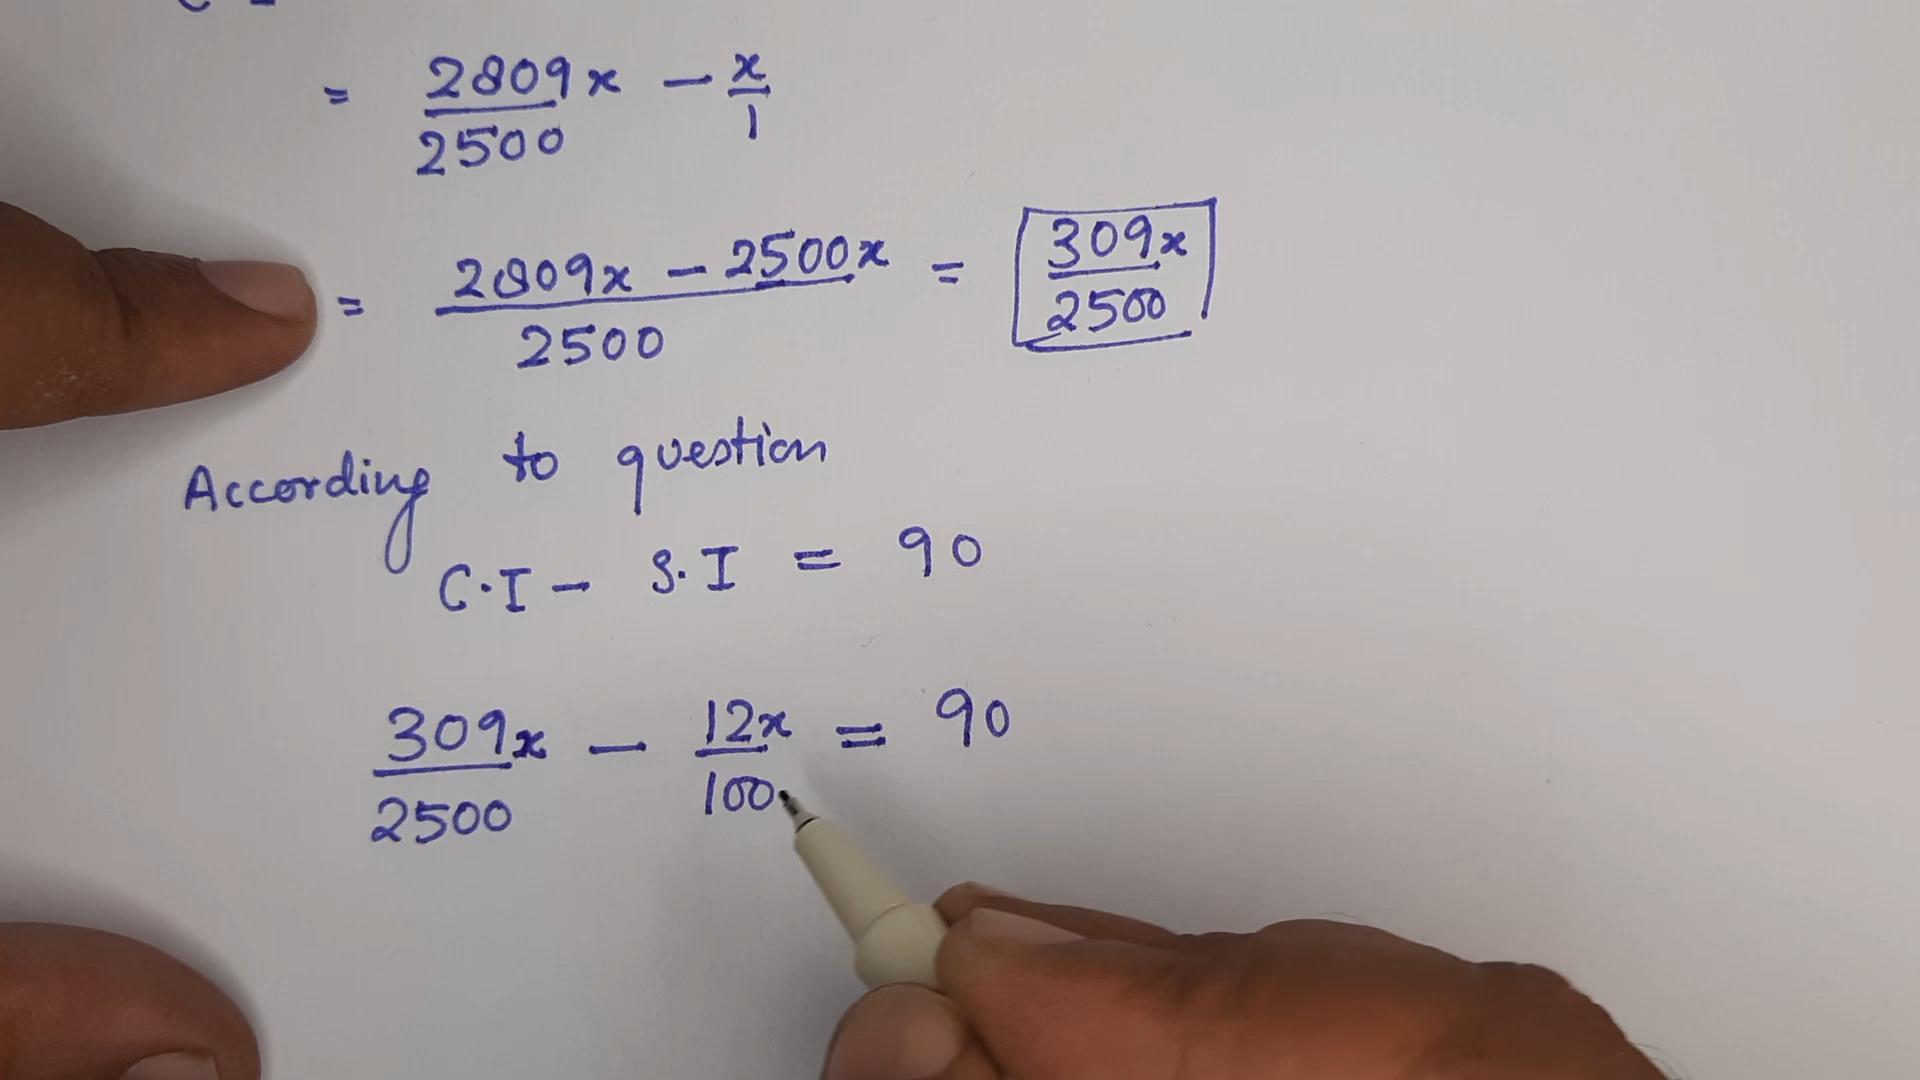 = 2809x/2500 - x/1
= 2809x - 2500x/2500 = 309x/2500
According to question
C.I - S.I = 90
309x/2500 - 12x/100 = 90